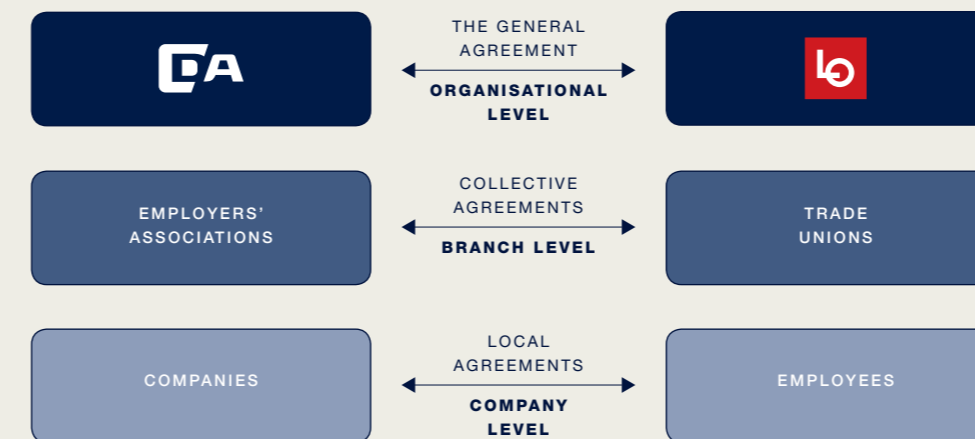 DA
THE GENERAL
AGREEMENT
ORGANISATIONAL
LEVEL
LO
EMPLOYERS’
ASSOCIATIONS
COLLECTIVE
AGREEMENTS
BRANCH LEVEL
TRADE
UNIONS
COMPANIES
LOCAL
AGREEMENTS
COMPANY
LEVEL
EMPLOYEES